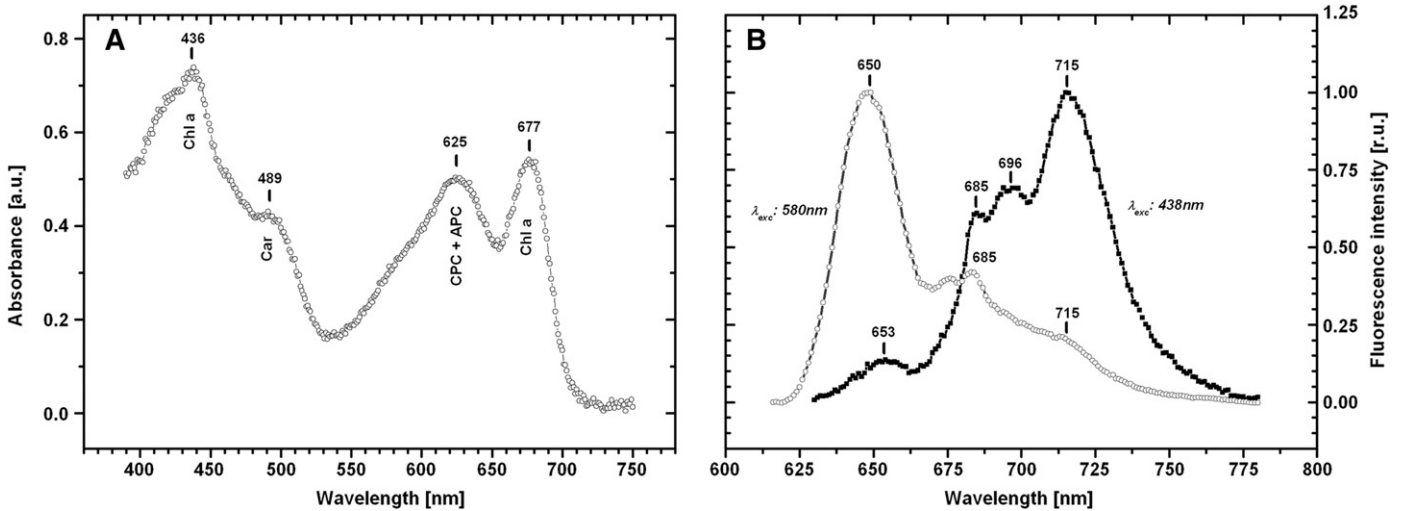 A
436
Chl a
489
Car
625
CPC + APC
677
Chl a
0.8
0.6
0.4
0.2
0.0
Absorbance [a.u.]
400 450 500 550 600 650 700 750
Wavelength [nm]
B
650
715
696
685
685
653
715
λexc: 580nm
λexc: 438nm
1.25
1.00
0.75
0.50
0.25
0.00
Fluorescence intensity [r.u.]
600 625 650 675 700 725 750 775 800
Wavelength [nm]